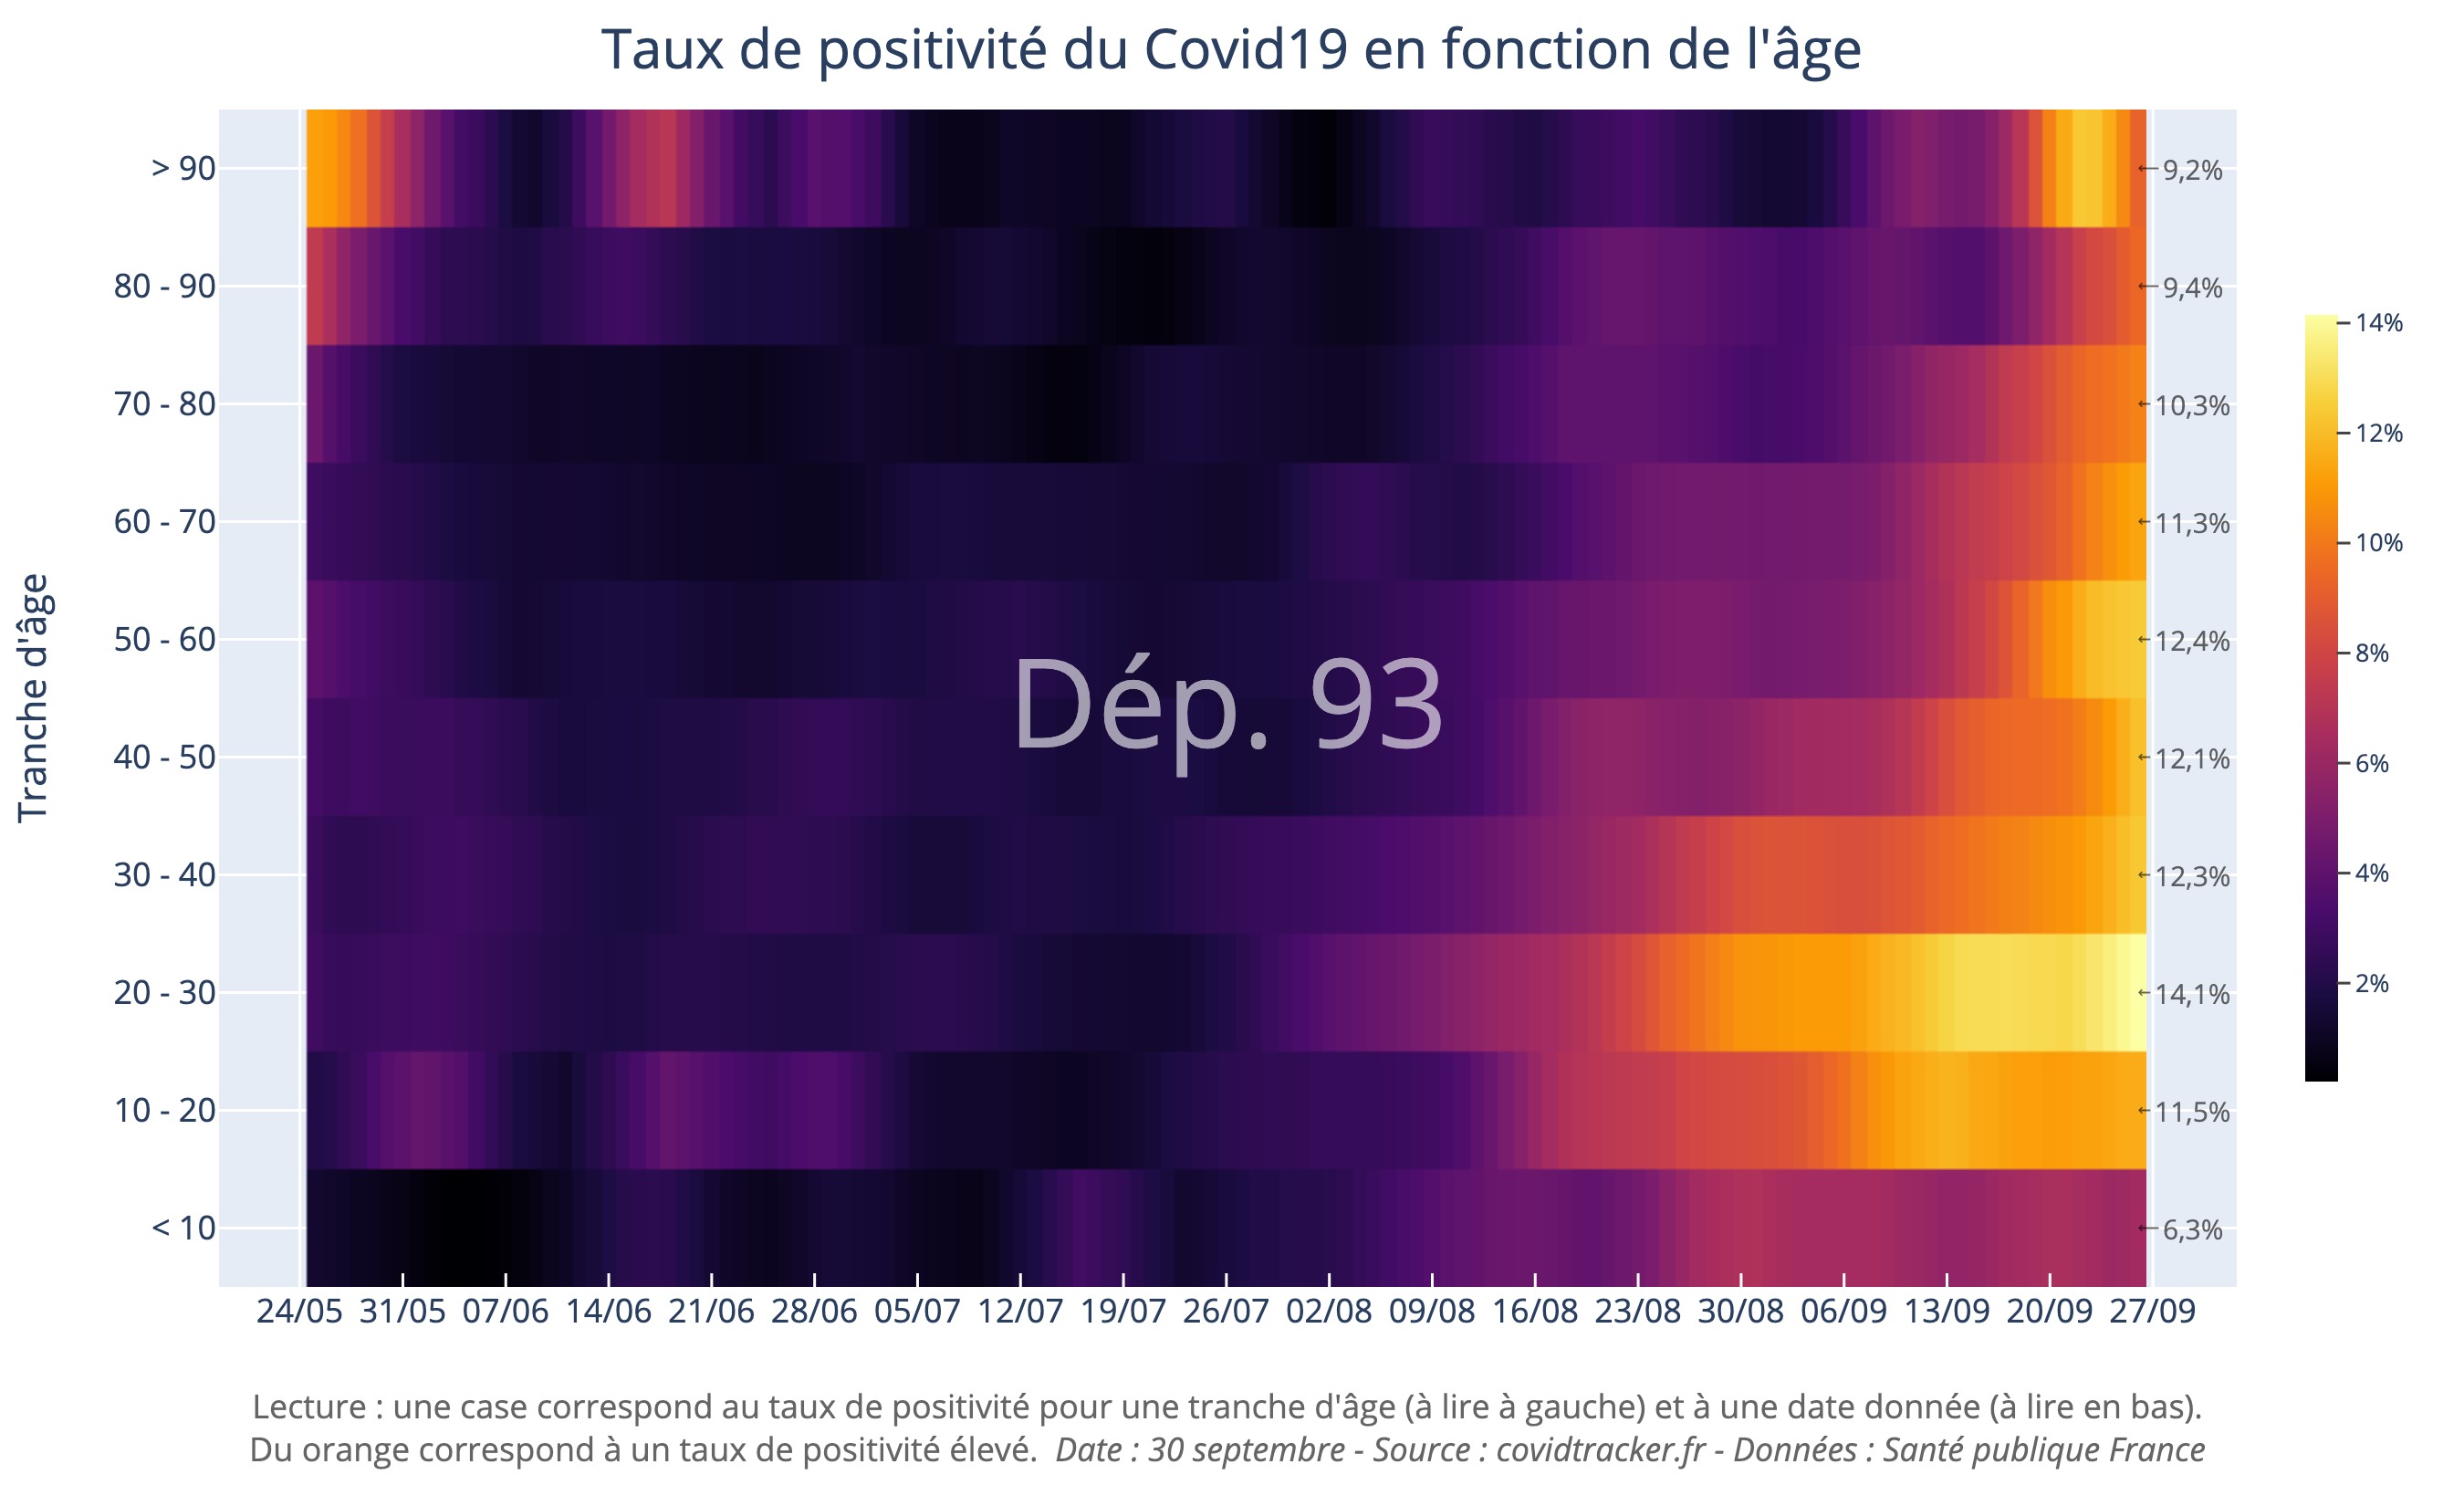 Taux de positivité du Covid19 en fonction de l'âge
Tranche d'âge
> 90
80 - 90
70 - 80
60 - 70
50 - 60
40 - 50
30 - 40
20 - 30
10 - 20
< 10
Dép. 93
9,2%
9,4%
10,3%
11,3%
12,4%
12,1%
12,3%
14,1%
11,5%
6,3%
14%
12%
10%
8%
6%
4%
2%
24/05 31/05 07/06 14/06 21/06 28/06 05/07 12/07 19/07 26/07 02/08 09/08 16/08 23/08 30/08 06/09 13/09 20/09 27/09
Lecture : une case correspond au taux de positivité pour une tranche d'âge (à lire à gauche) et à une date donnée (à lire en bas).
Du orange correspond à un taux de positivité élevé. Date : 30 septembre - Source : covidtracker.fr - Données : Santé publique France